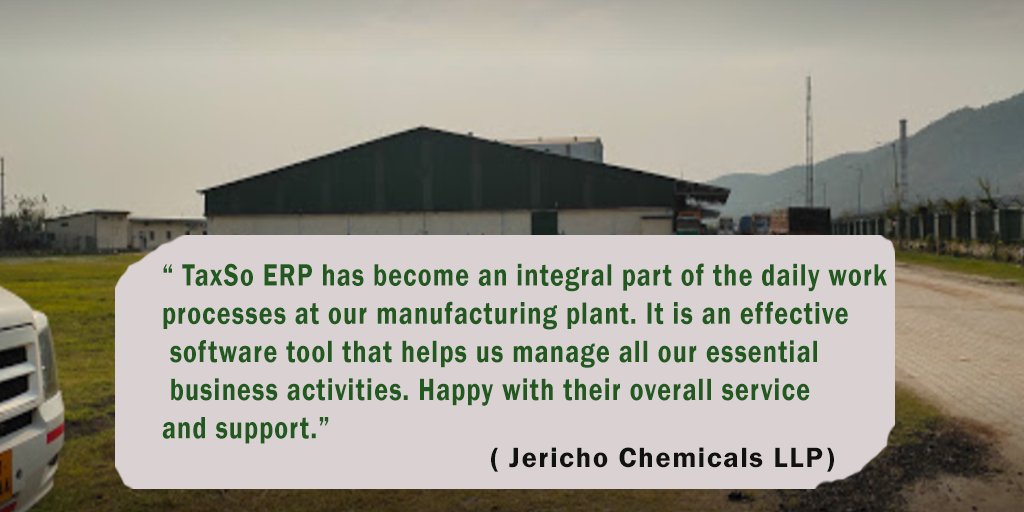 “ TaxSo ERP has become an integral part of the daily work
processes at our manufacturing plant. It is an effective
software tool that helps us manage all our essential
business activities. Happy with their overall service
and support.”
( Jericho Chemicals LLP)